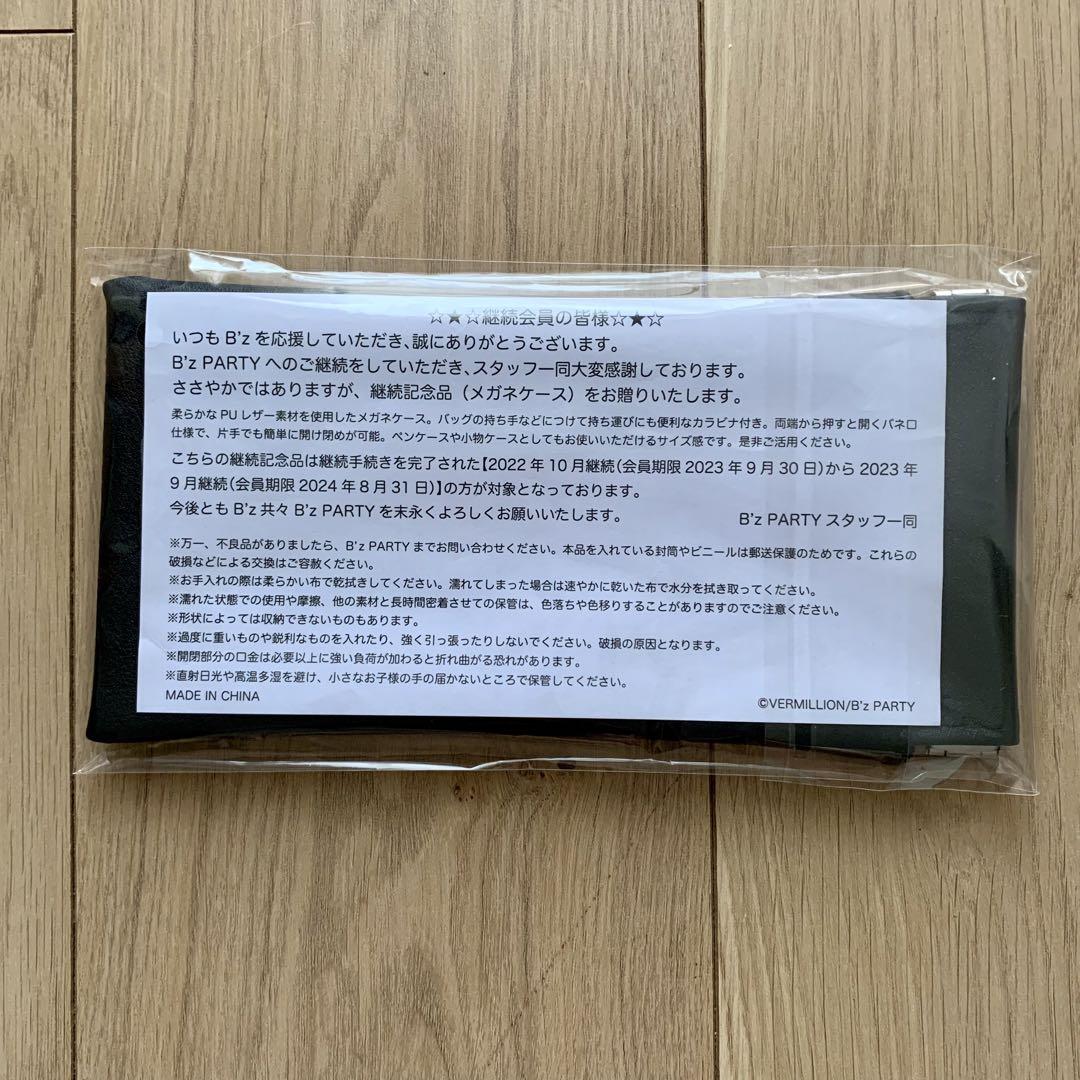 ☆★☆継続会員の皆様☆★☆
いつも B'z を応援していただき、誠にありがとうございます。
B'z PARTY へのご継続をしていただき、スタッフ一同大変感謝しております。
ささやかではありますが、継続記念品（メガネケース）をお贈りいたします。
柔らかな PU レザー素材を使用したメガネケース。バッグの持ち手などにつけて持ち運びにも便利なカラビナ付き。両端から押すと開くバネ口
仕様で、片手でも簡単に開け閉めが可能。ペンケースや小物ケースとしてもお使いいただけるサイズ感です。是非ご活用ください。
こちらの継続記念品は継続手続きを完了された【2022 年 10 月継続（会員期限 2023 年 9 月 30 日）から 2023 年
9 月継続（会員期限 2024 年 8 月 31 日）】の方が対象となっております。
今後とも B'z 共々 B'z PARTY を末永くよろしくお願いいたします。 B'z PARTY スタッフ一同
※万一、不良品がありましたら、B'z PARTY までお問い合わせください。本品を入れている封筒やビニールは郵送保護のためです。これらの
破損などによる交換はご容赦ください。
※お手入れの際は柔らかい布で乾拭きしてください。濡れてしまった場合は速やかに乾いた布で水分を拭き取ってください。
※濡れた状態での使用や摩擦、他の素材と長時間密着させての保管は、色落ちや色移りすることがありますのでご注意ください。
※形状によっては収納できないものもあります。
※過度に重いものや鋭利なものを入れたり、強く引っ張ったりしないでください。破損の原因となります。
※開閉部分の口金は必要以上に強い負荷が加わると折れ曲がる恐れがあります。
※直射日光や高温多湿を避け、小さなお子様の手の届かないところで保管してください。
MADE IN CHINA ©VERMILLION/B'z PARTY